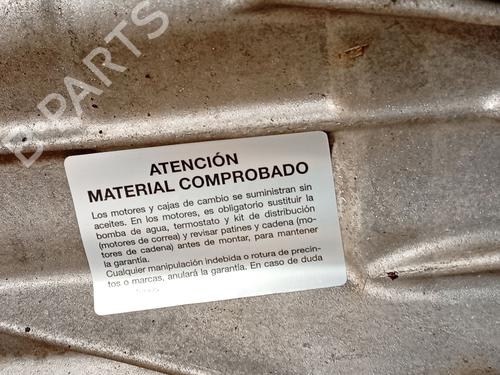 B PARTS
ATENCIÓN
MATERIAL COMPROBADO
Los motores y cajas de cambio se suministran sin
aceites. En los motores, es obligatorio sustituir la
bomba de agua, termostato y kit de distribución
(motores de correa) y revisar patines y cadena (mo-
tores de cadena) antes de montar, para mantener
la garantía.
Cualquier manipulación indebida o rotura de precin-
tos o marcas, anulará la garantía. En caso de duda